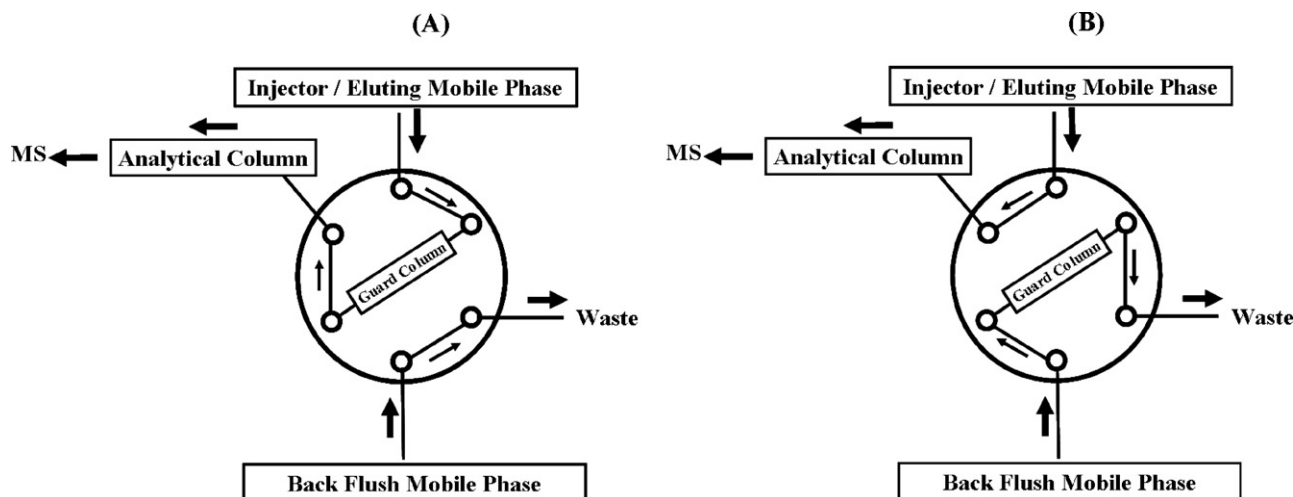 (A)
Injector / Eluting Mobile Phase
MS
Analytical Column
Guard Column
Waste
Back Flush Mobile Phase
(B)
Injector / Eluting Mobile Phase
MS
Analytical Column
Guard Column
Waste
Back Flush Mobile Phase